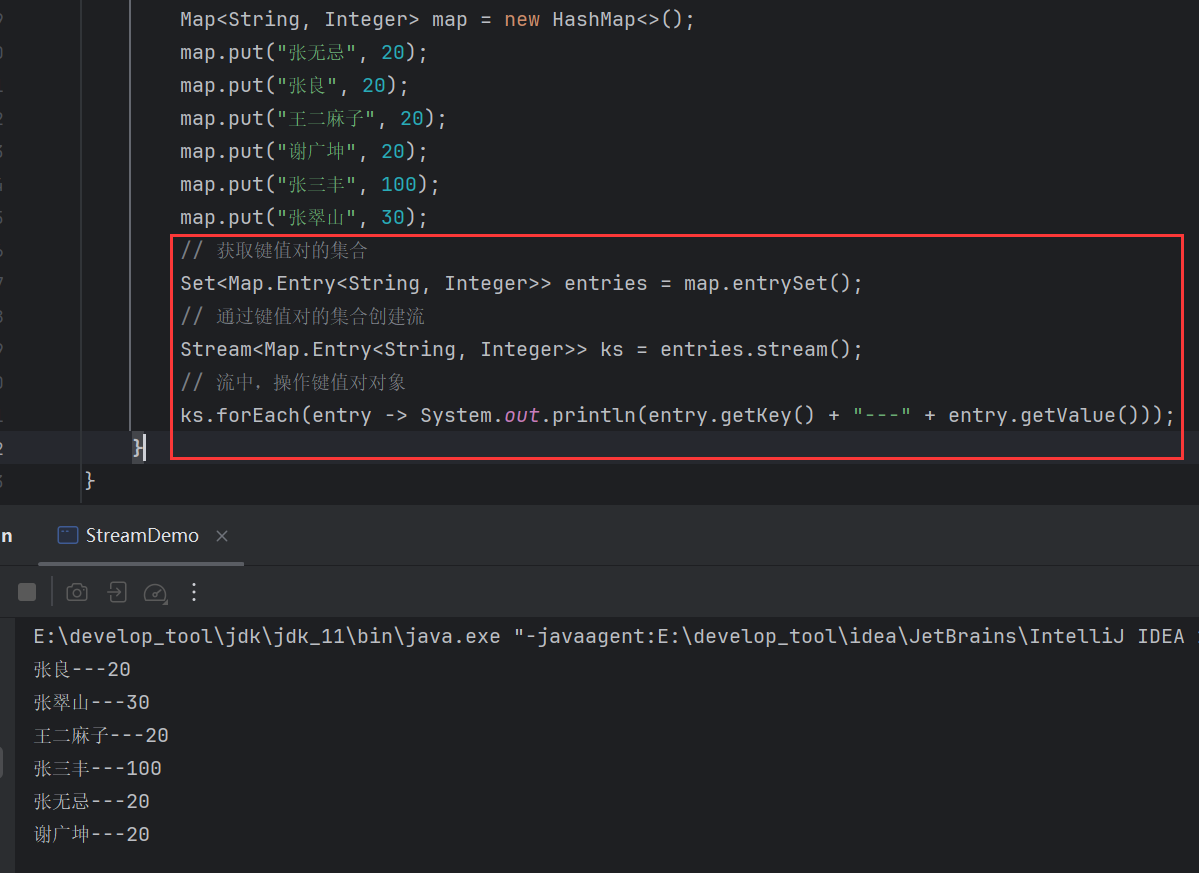 Map<String, Integer> map = new HashMap<>();
map.put("张无忌", 20);
map.put("张良", 20);
map.put("王二麻子", 20);
map.put("谢广坤", 20);
map.put("张三丰", 100);
map.put("张翠山", 30);
// 获取键值对的集合
Set<Map.Entry<String, Integer>> entries = map.entrySet();
// 通过键值对的集合创建流
Stream<Map.Entry<String, Integer>> ks = entries.stream();
// 流中，操作键值对对象
ks.forEach(entry -> System.out.println(entry.getKey() + "---" + entry.getValue()));
}
}
n
StreamDemo
E:\develop_tool\jdk\jdk_11\bin\java.exe "-javaagent:E:\develop_tool\idea\JetBrains\IntelliJ IDEA
张良---20
张翠山---30
王二麻子---20
张三丰---100
张无忌---20
谢广坤---20